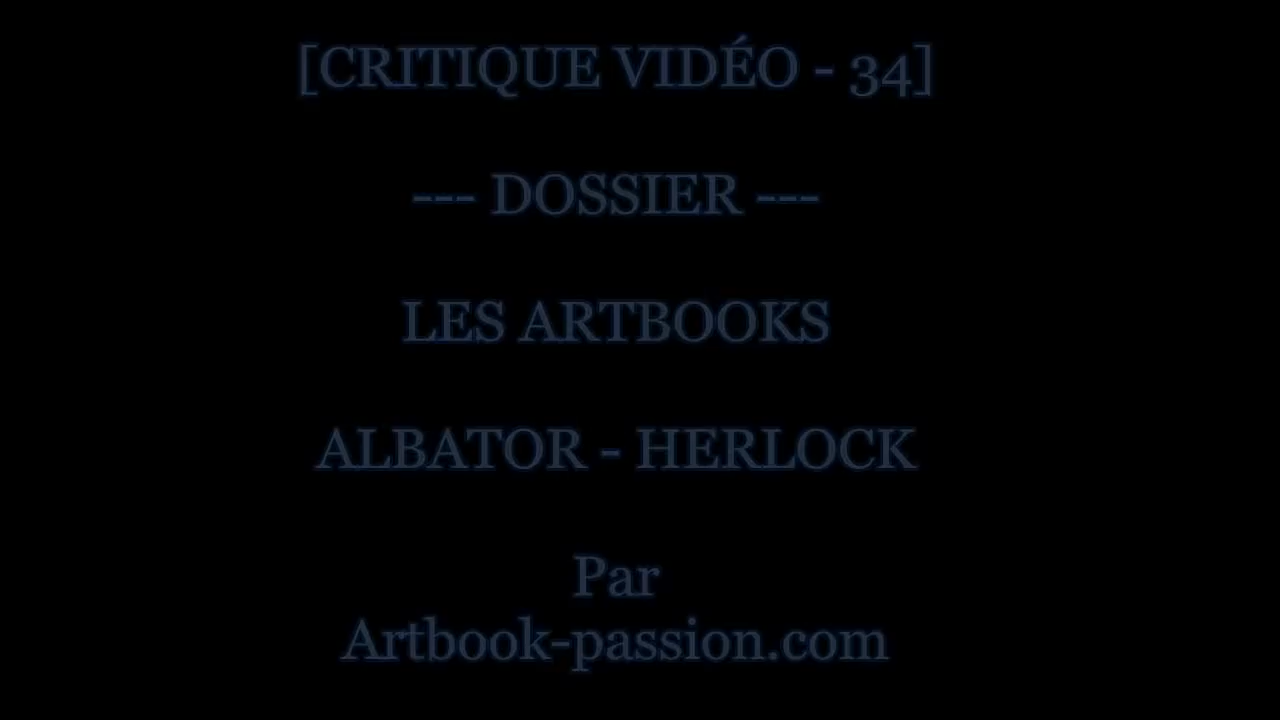 [CRITIQUE VIDÉO - 34]
--- DOSSIER ---
LES ARTBOOKS
ALBATOR - HERLOCK
Par
Artbook-passion.com